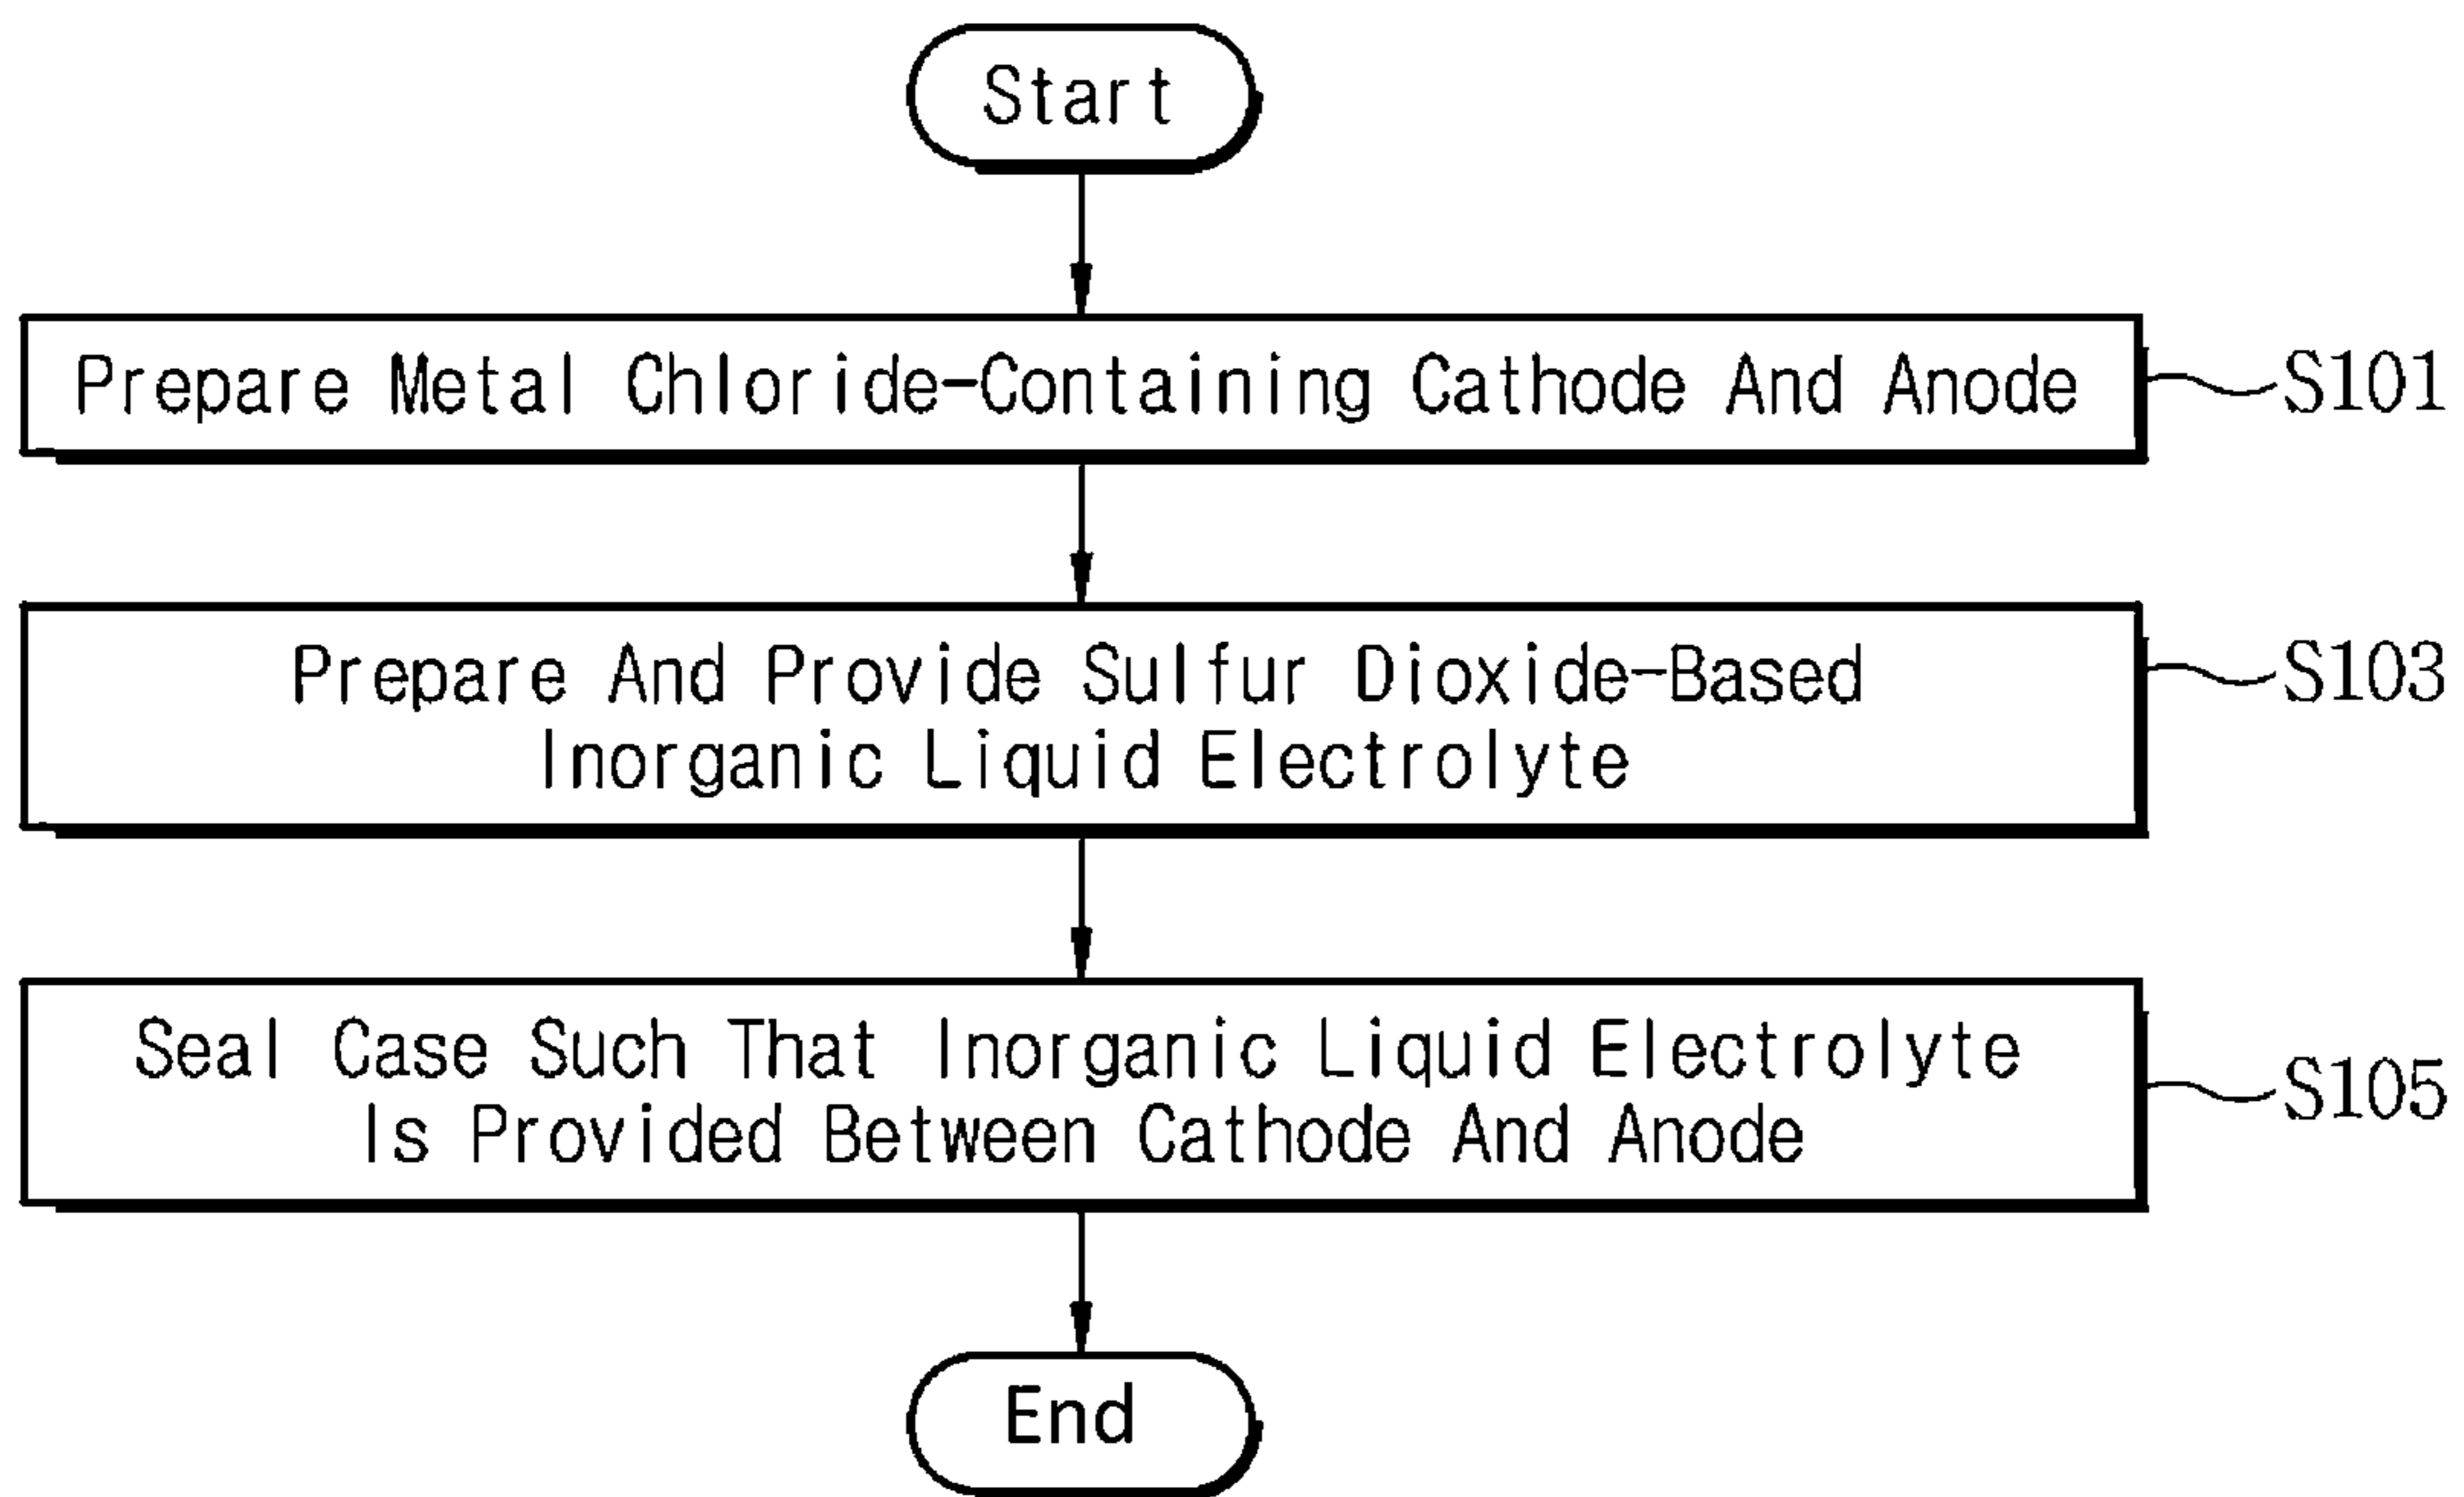 Start
Prepare Metal Chloride-Containing Cathode And Anode
S101
Prepare And Provide Sulfur Dioxide-Based
Inorganic Liquid Electrolyte
S103
Seal Case Such That Inorganic Liquid Electrolyte
Is Provided Between Cathode And Anode
S105
End